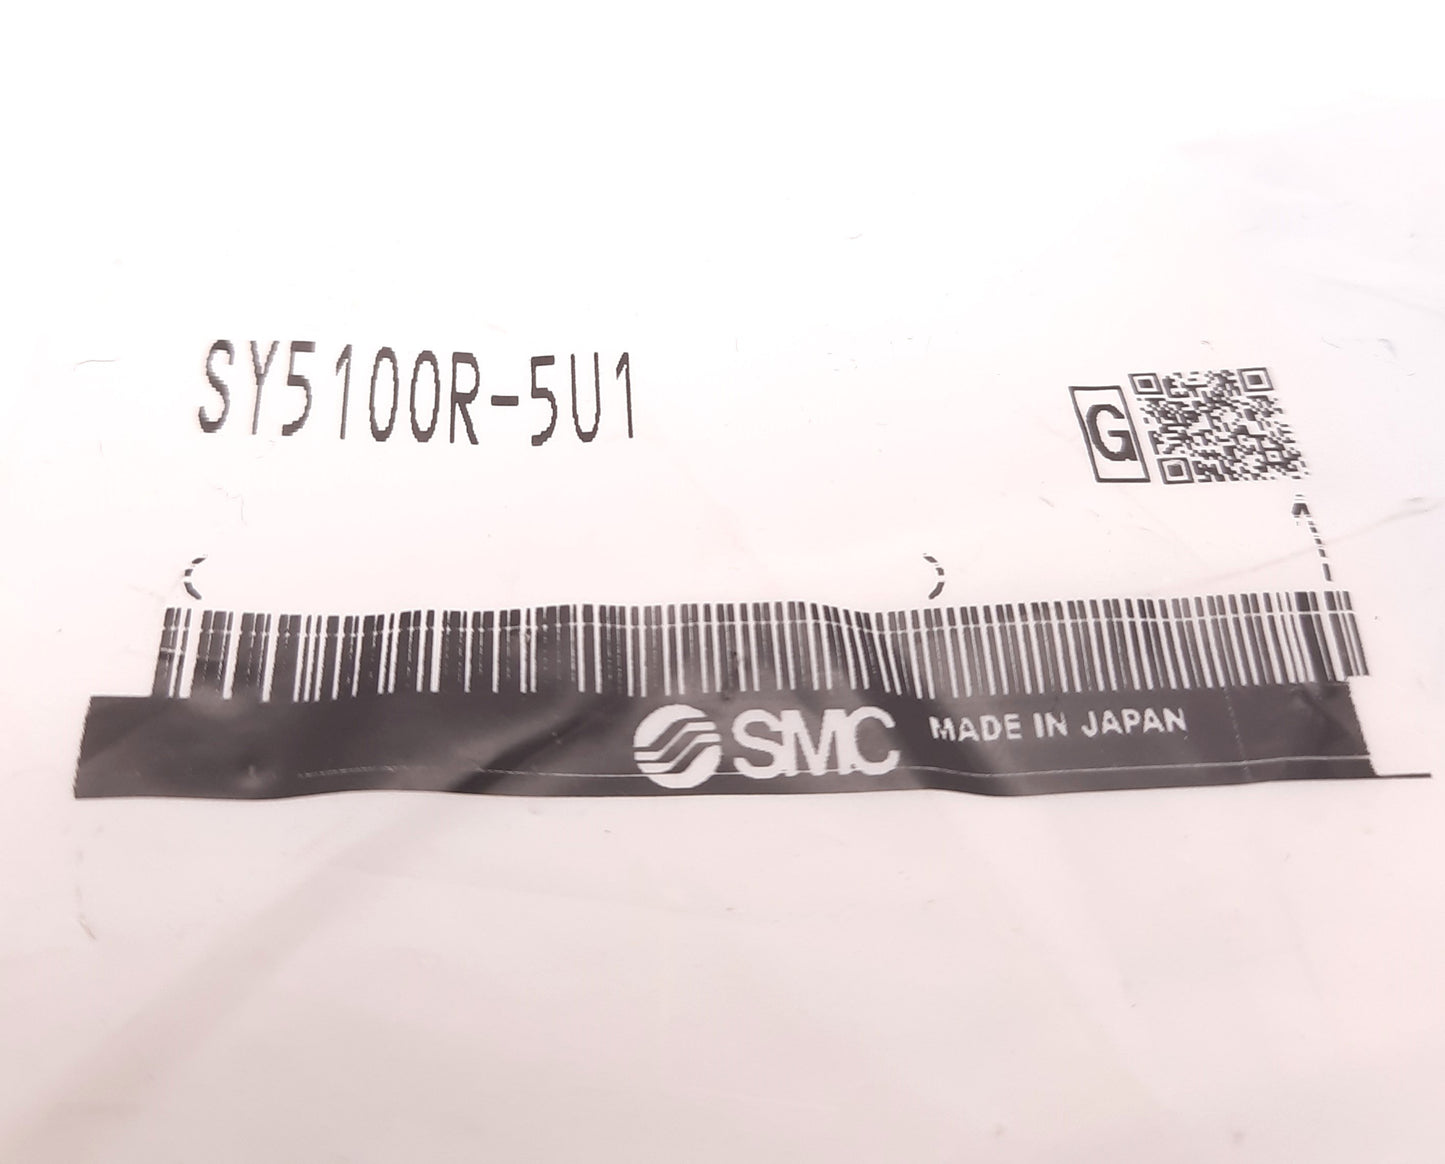 SY5100R-5U1
G
( )
SMC MADE IN JAPAN